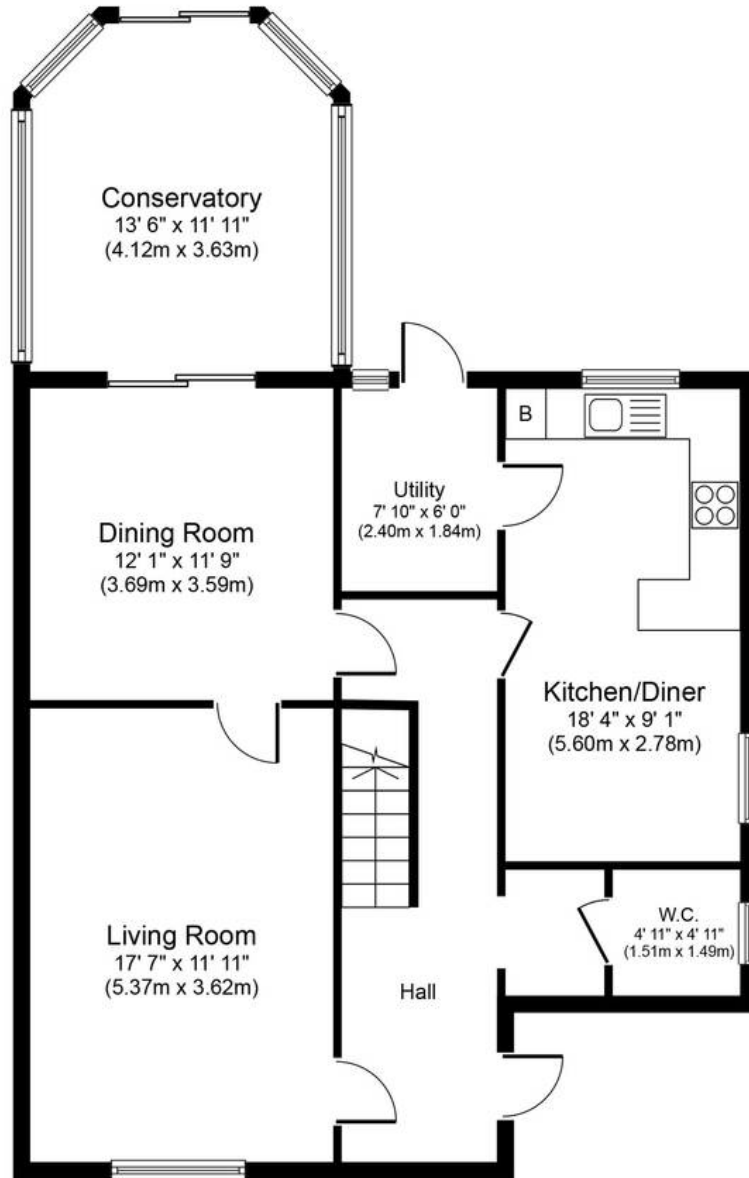 Conservatory
13' 6" x 11' 11"
(4.12m x 3.63m)
B
Utility
7' 10" x 6' 0"
(2.40m x 1.84m)
Dining Room
12' 1" x 11' 9"
(3.69m x 3.59m)
Kitchen/Diner
18' 4" x 9' 1"
(5.60m x 2.78m)
Living Room
17' 7" x 11' 11"
(5.37m x 3.62m)
W.C.
4' 11" x 4' 11"
(1.51m x 1.49m)
Hall